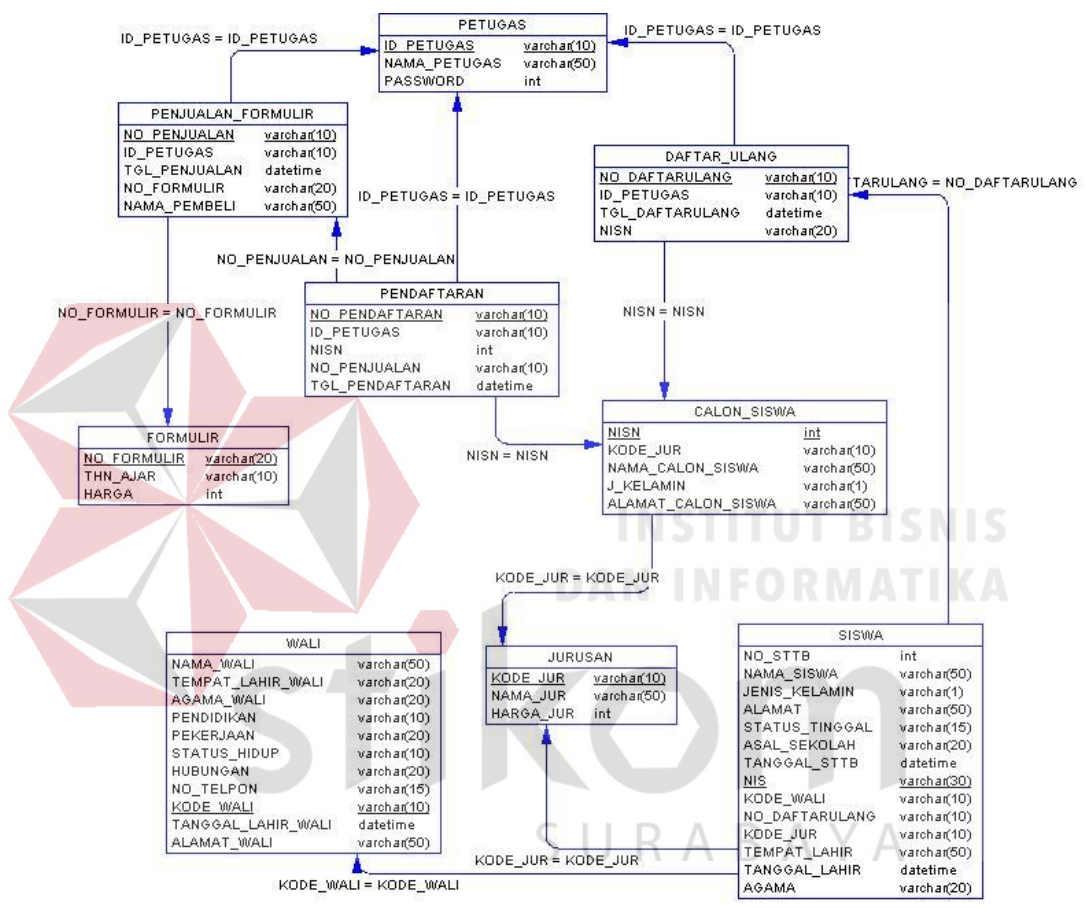 PETUGAS
ID_PETUGAS varchar(10)
NAMA_PETUGAS varchar(50)
PASSWORD int
ID_PETUGAS = ID_PETUGAS
ID_PETUGAS = ID_PETUGAS
PENJUALAN_FORMULIR
NO_PENJUALAN varchar(10)
ID_PETUGAS varchar(10)
TGL_PENJUALAN datetime
NO_FORMULIR varchar(20)
NAMA_PEMBELI varchar(50)
ID_PETUGAS = ID_PETUGAS
DAFTAR_ULANG
NO_DAFTARULANG varchar(10)
ID_PETUGAS varchar(10)
TGL_DAFTARULANG datetime
NISN varchar(20)
TARULANG = NO_DAFTARULANG
NO_PENJUALAN = NO_PENJUALAN
PENDAFTARAN
NO_PENDAFTARAN varchar(10)
ID_PETUGAS varchar(10)
NISN int
NO_PENJUALAN varchar(10)
TGL_PENDAFTARAN datetime
NO_FORMULIR = NO_FORMULIR
NISN = NISN
FORMULIR
NO_FORMULIR varchar(20)
THN_AJAR varchar(10)
HARGA int
NISN = NISN
CALON_SISWA
NISN int
KODE_JUR varchar(10)
NAMA_CALON_SISWA varchar(50)
J_KELAMIN varchar(1)
ALAMAT_CALON_SISWA varchar(50)
INSTITUT BISNIS
DAN INFORMATIKA
stikom
SURABAYA
KODE_JUR = KODE_JUR
WALI
NAMA_WALI varchar(50)
TEMPAT_LAHIR_WALI varchar(20)
AGAMA_WALI varchar(20)
PENDIDIKAN varchar(10)
PEKERJAAN varchar(20)
STATUS_HIDUP varchar(10)
HUBUNGAN varchar(20)
NO_TELPON varchar(15)
KODE_WALI varchar(10)
TANGGAL_LAHIR_WALI datetime
ALAMAT_WALI varchar(50)
JURUSAN
KODE_JUR varchar(10)
NAMA_JUR varchar(50)
HARGA_JUR int
SISWA
NO_STTB int
NAMA_SISWA varchar(50)
JENIS_KELAMIN varchar(1)
ALAMAT varchar(50)
STATUS_TINGGAL varchar(15)
ASAL_SEKOLAH varchar(20)
TANGGAL_STTB datetime
NIS varchar(30)
KODE_WALI varchar(10)
NO_DAFTARULANG varchar(10)
KODE_JUR varchar(10)
TEMPAT_LAHIR varchar(50)
TANGGAL_LAHIR datetime
AGAMA varchar(20)
KODE_JUR = KODE_JUR
KODE_WALI = KODE_WALI